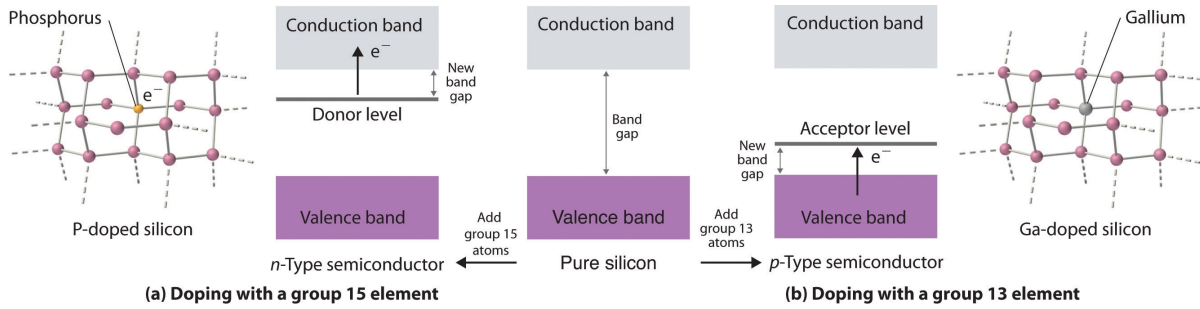 Phosphorus
e−
P-doped silicon
Conduction band
e−
New
band
gap
Donor level
Valence band
n-Type semiconductor
Add
group 15
atoms
(a) Doping with a group 15 element
Conduction band
Band
gap
Valence band
Pure silicon
Add
group 13
atoms
Conduction band
Acceptor level
New
band
gap
e−
Valence band
p-Type semiconductor
Gallium
Ga-doped silicon
(b) Doping with a group 13 element